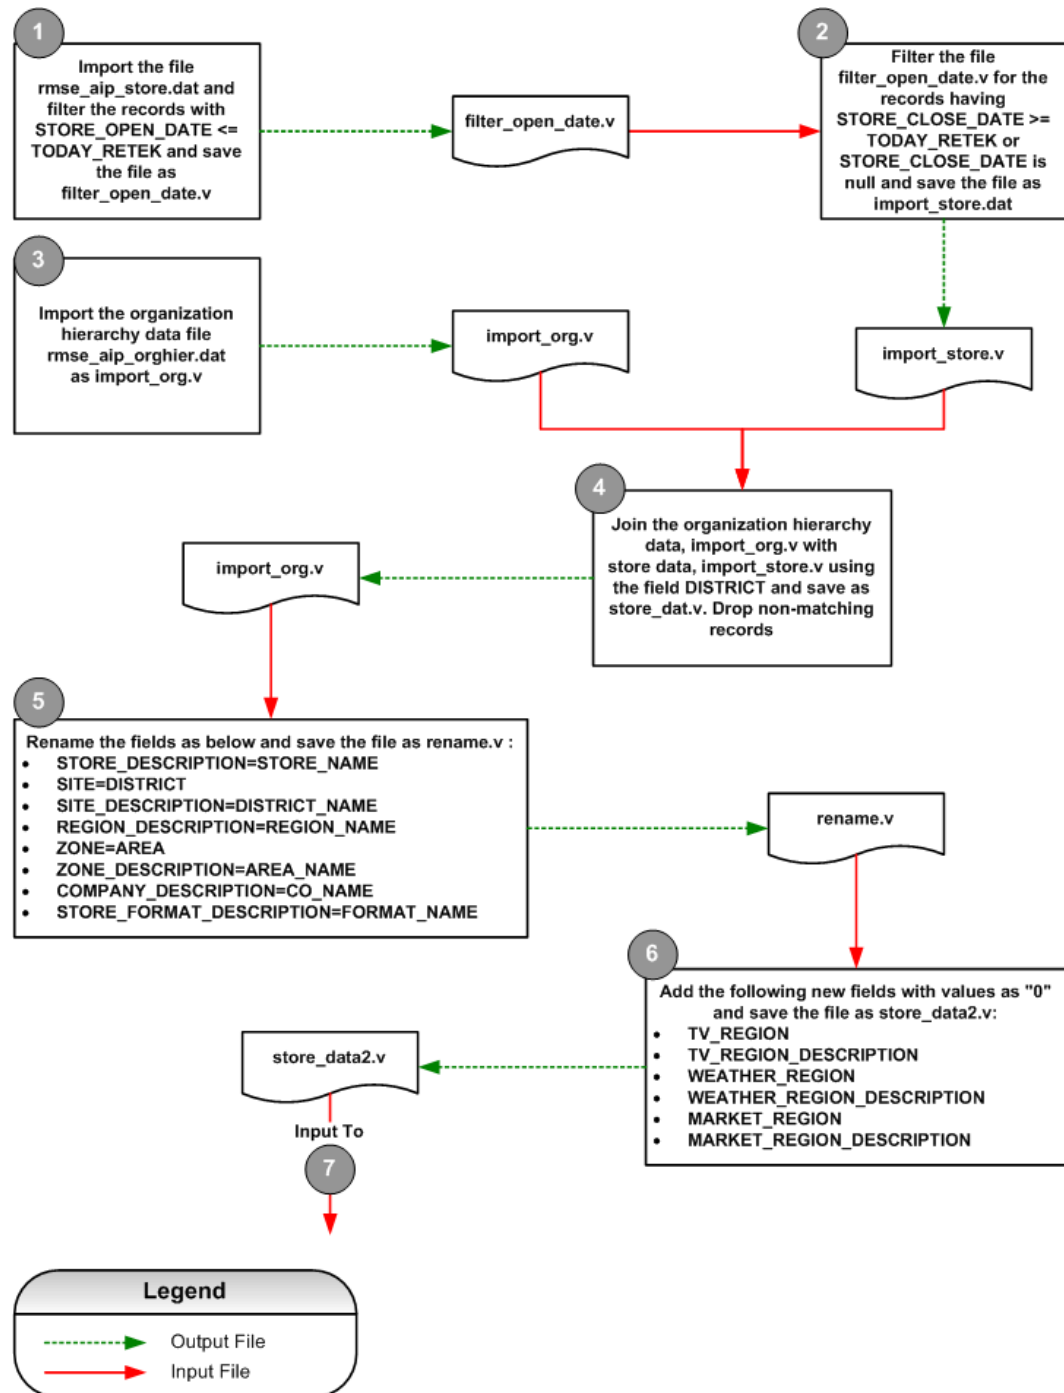 1
Import the file
rmse_aip_store.dat and
filter the records with
STORE_OPEN_DATE <=
TODAY_RETEK and save
the file as
filter_open_date.v
filter_open_date.v
2
Filter the file
filter_open_date.v for the
records having
STORE_CLOSE_DATE >=
TODAY_RETEK or
STORE_CLOSE_DATE is
null and save the file as
import_store.dat
3
Import the organization
hierarchy data file
rmse_aip_orghier.dat
as import_org.v
import_org.v
import_store.v
4
Join the organization hierarchy
data, import_org.v with
store data, import_store.v using
the field DISTRICT and save as
store_dat.v. Drop non-matching
records
import_org.v
5
Rename the fields as below and save the file as rename.v :
• STORE_DESCRIPTION=STORE_NAME
• SITE=DISTRICT
• SITE_DESCRIPTION=DISTRICT_NAME
• REGION_DESCRIPTION=REGION_NAME
• ZONE=AREA
• ZONE_DESCRIPTION=AREA_NAME
• COMPANY_DESCRIPTION=CO_NAME
• STORE_FORMAT_DESCRIPTION=FORMAT_NAME
rename.v
6
Add the following new fields with values as "0"
and save the file as store_data2.v:
• TV_REGION
• TV_REGION_DESCRIPTION
• WEATHER_REGION
• WEATHER_REGION_DESCRIPTION
• MARKET_REGION
• MARKET_REGION_DESCRIPTION
store_data2.v
Input To
7
Legend
Output File
Input File